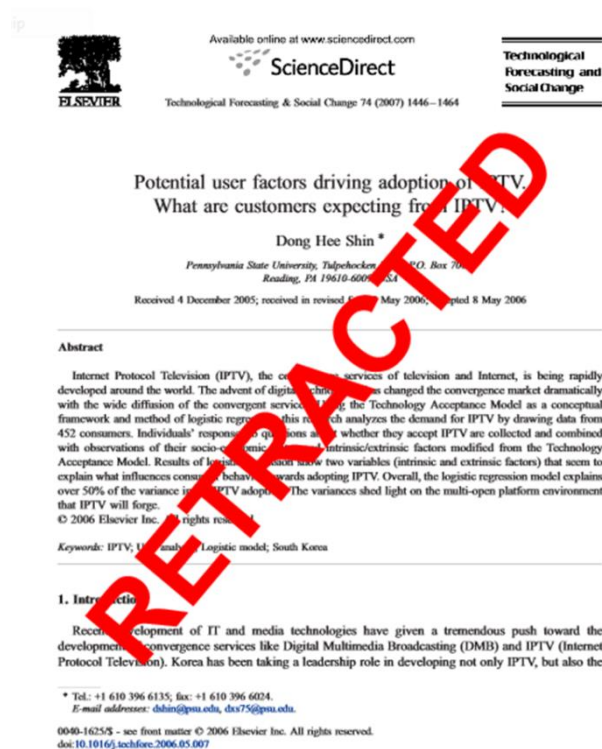 ip
Available online at www.sciencedirect.com
ScienceDirect
ELSEVIER
Technological Forecasting & Social Change 74 (2007) 1446–1464
Technological
Forecasting and
Social Change
Potential user factors driving adoption of IPTV.
What are customers expecting from IPTV?
Dong Hee Shin *
Pennsylvania State University, Tulpehocken P.O. Box
Reading, PA 19610-6009, USA
Received 4 December 2005; received in revised May 2006; accepted 8 May 2006
Abstract
Internet Protocol Television (IPTV), the services of television and Internet, is being rapidly
developed around the world. The advent of digital changed the convergence market dramatically
with the wide diffusion of the convergent the Technology Acceptance Model as a conceptual
framework and method of logistic this research analyzes the demand for IPTV by drawing data from
452 consumers. Individuals' whether they accept IPTV are collected and combined
with observations of their intrinsic/extrinsic factors modified from the Technology
Acceptance Model. Results of show two variables (intrinsic and extrinsic factors) that seem to
explain what influences towards adopting IPTV. Overall, the logistic regression model explains
over 50% of the variance in IPTV The variances shed light on the multi-open platform environment
that IPTV will forge.
© 2006 Elsevier Inc. All rights reserved.
Keywords: IPTV; Logistic model; South Korea
1. Introduction
Recent development of IT and media technologies have given a tremendous push toward the
development convergence services like Digital Multimedia Broadcasting (DMB) and IPTV (Internet
Protocol Television). Korea has been taking a leadership role in developing not only IPTV, but also the
* Tel.: +1 610 396 6135; fax: +1 610 396 6024.
E-mail addresses: dshin@psu.edu, dxs75@psu.edu.
0040-1625/$ - see front matter © 2006 Elsevier Inc. All rights reserved.
doi:10.1016/j.techfore.2006.05.007
RETRACTED